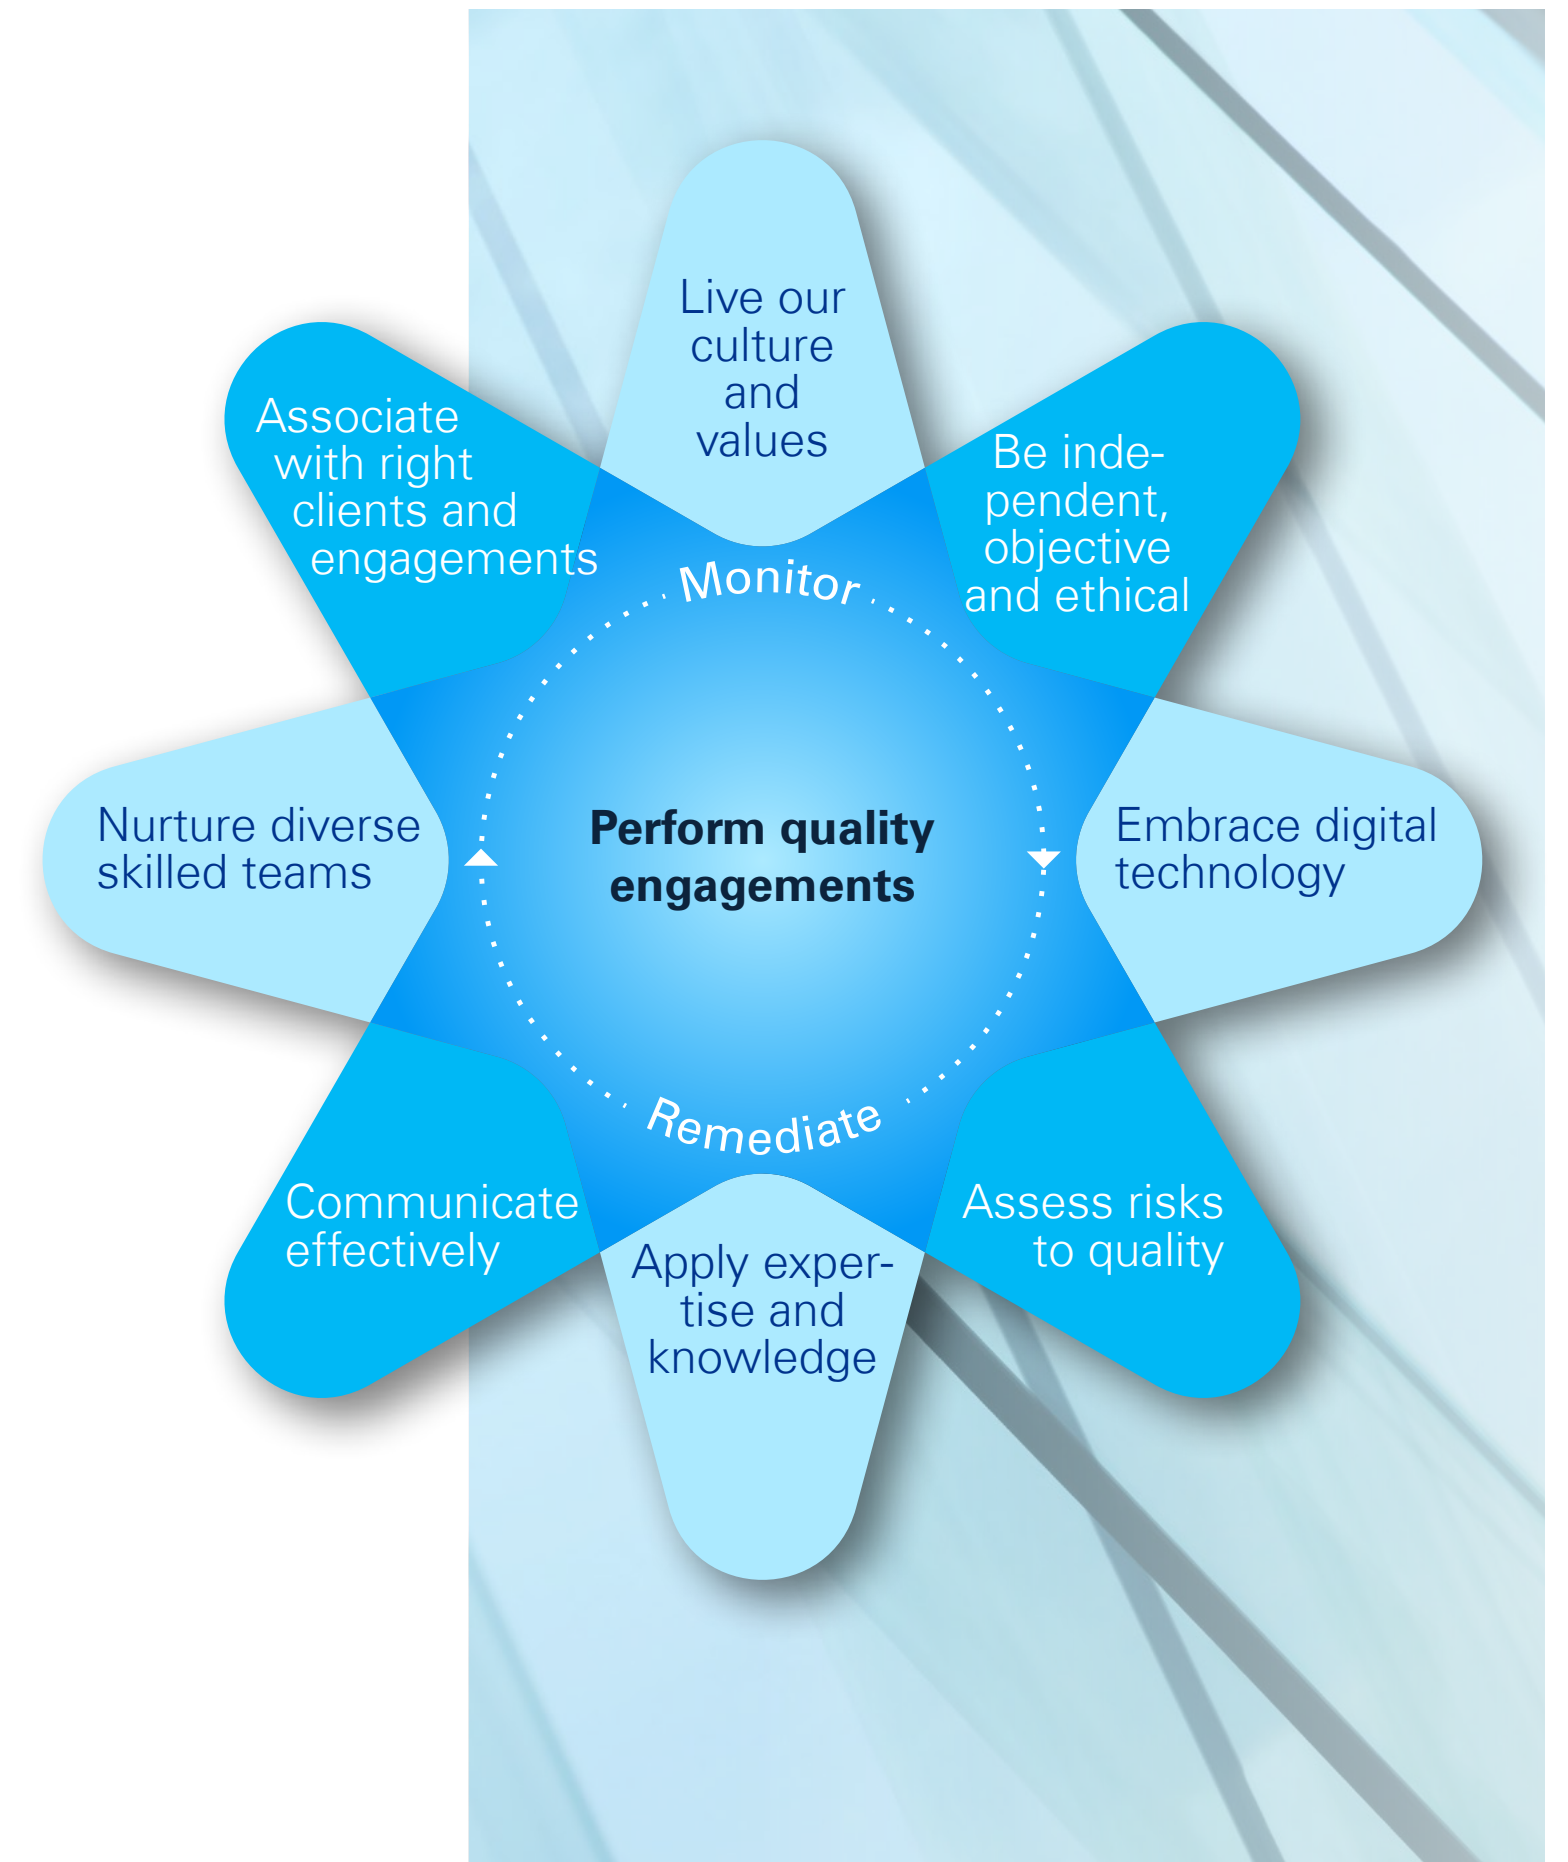 Live our
culture
and
values
Be inde-
pendent,
objective
and ethical
Embrace digital
technology
Assess risks
to quality
Apply exper-
tise and
knowledge
Communicate
effectively
Nurture diverse
skilled teams
Associate
with right
clients and
engagements
Monitor
Perform quality
engagements
Remediate